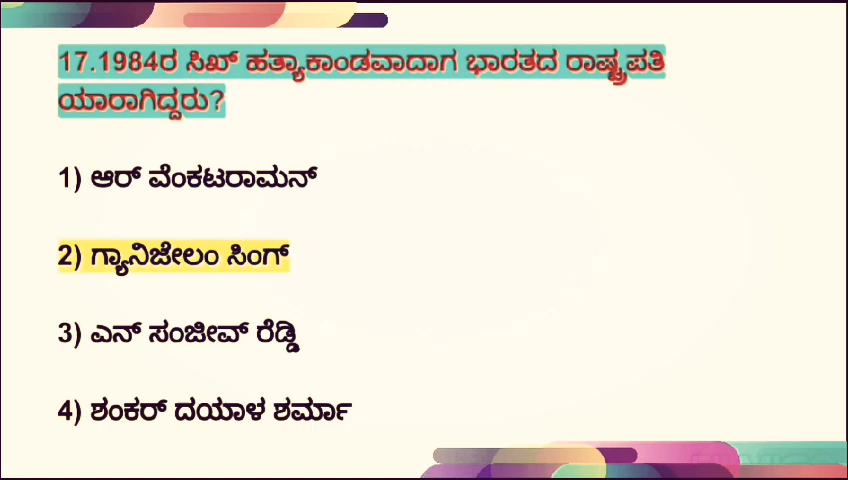 17.1984ರ ಸಿಖ್ ಹತ್ಯಾಕಾಂಡವಾದಾಗ ಭಾರತದ ರಾಷ್ಟ್ರಪತಿ
ಯಾರಾಗಿದ್ದರು?
1) ಆರ್ ವೆಂಕಟರಾಮನ್
2) ಗ್ಯಾನಿಜೇಲಂ ಸಿಂಗ್
3) ಎನ್ ಸಂಜೀವ್ ರೆಡ್ಡಿ
4) ಶಂಕರ್ ದಯಾಳ ಶರ್ಮಾ